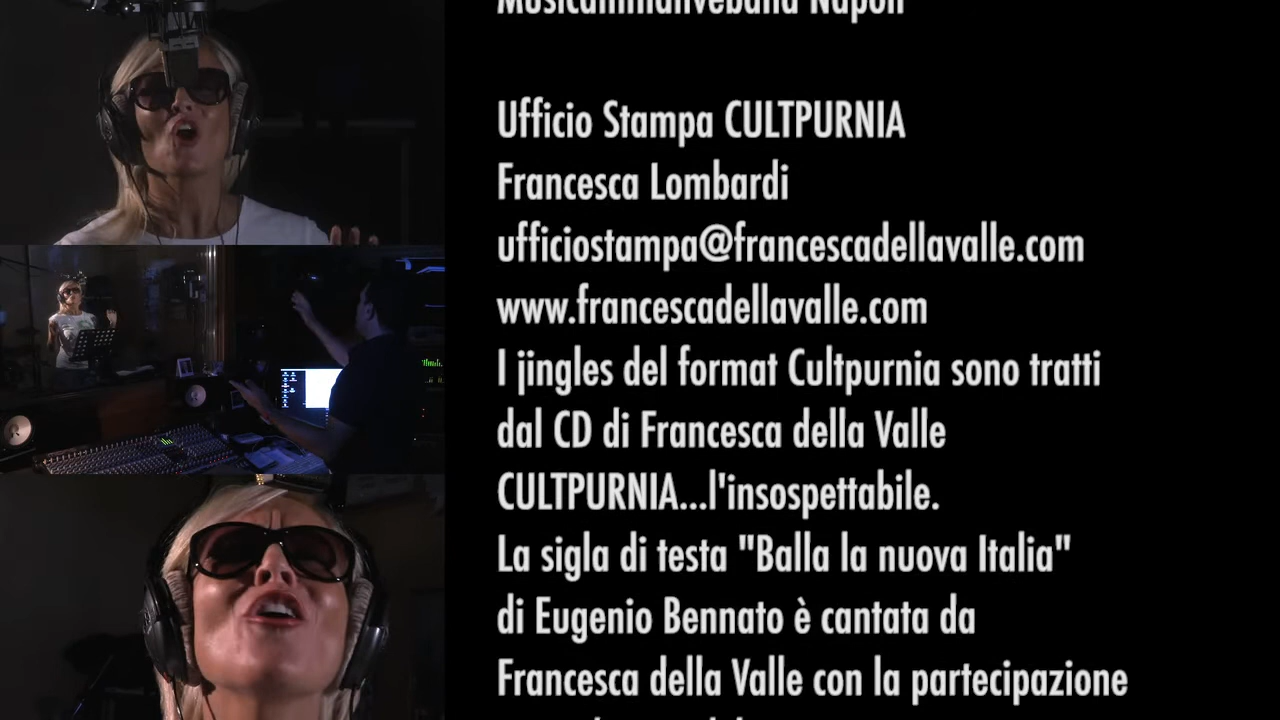 Musicanimaliveband Napoli
Ufficio Stampa CULTPURNIA
Francesca Lombardi
ufficiostampa@francescadellavalle.com
www.francescadellavalle.com
I jingles del format Cultpurnia sono tratti
dal CD di Francesca della Valle
CULTPURNIA...l'insospettabile.
La sigla di testa "Balla la nuova Italia"
di Eugenio Bennato è cantata da
Francesca della Valle con la partecipazione